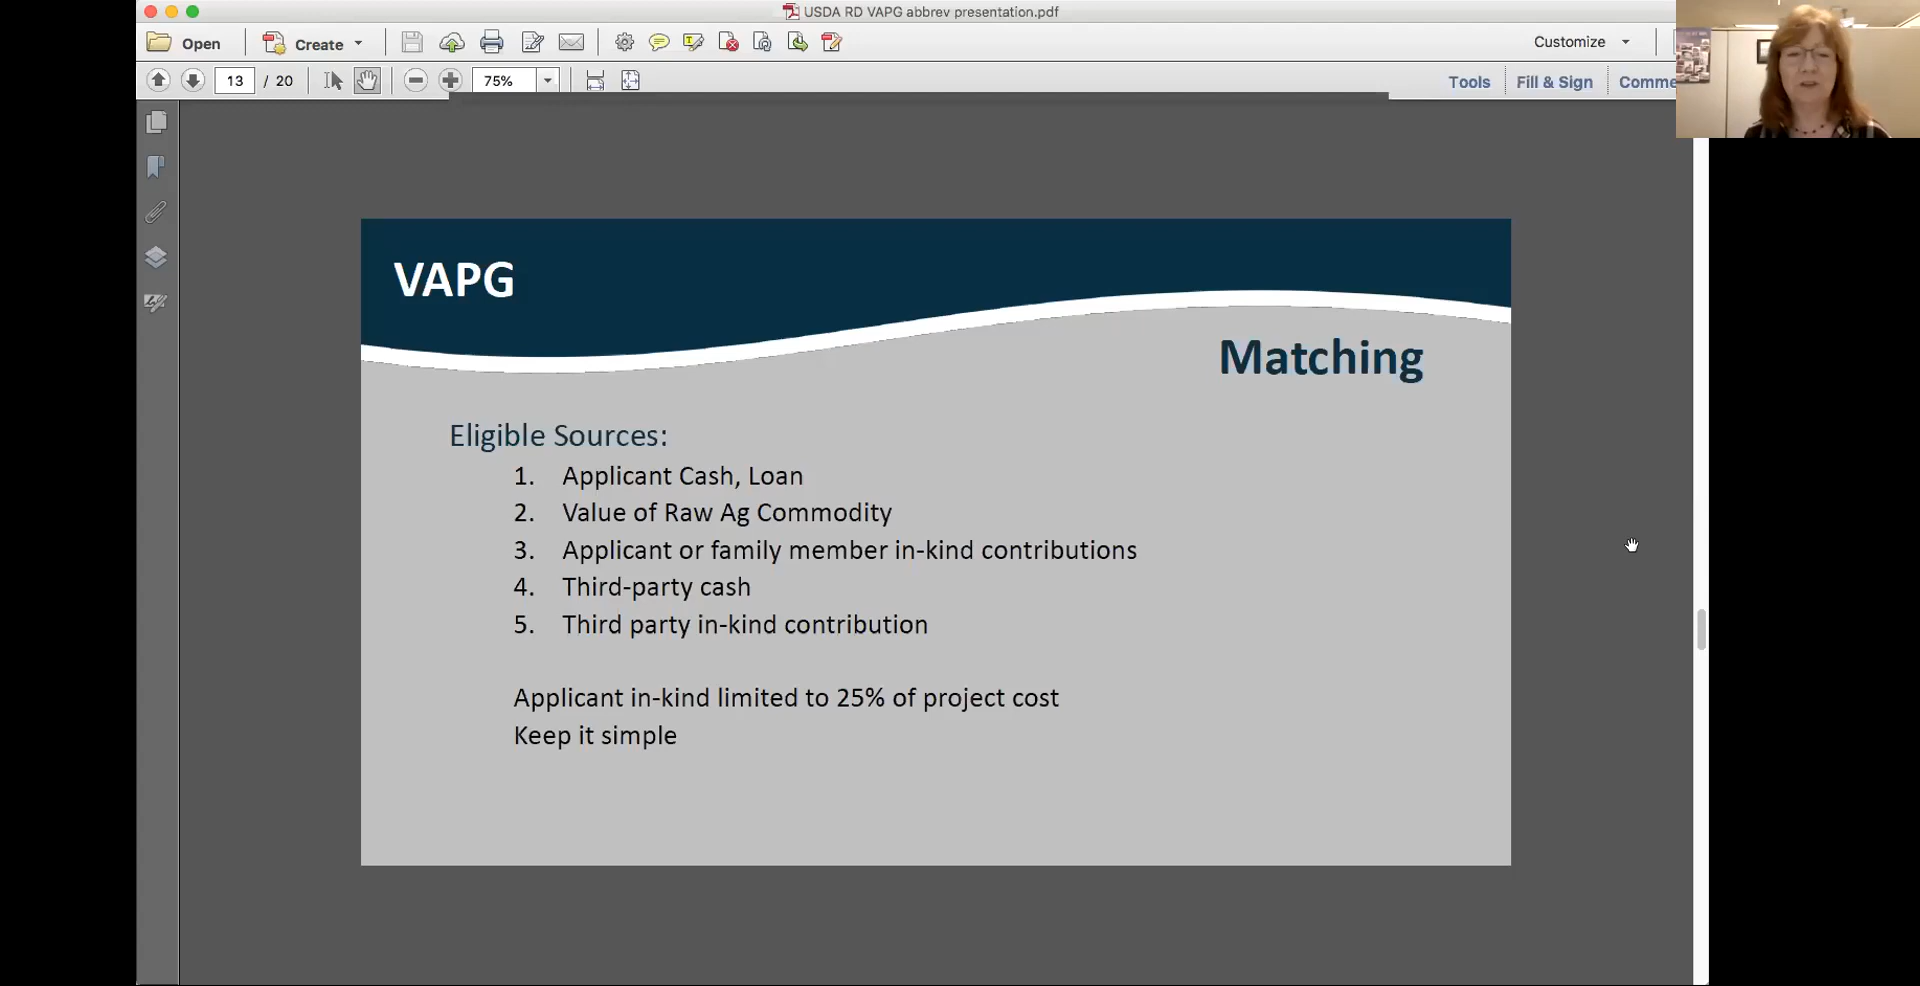 USDA RD VAPG abbrev presentation.pdf
Open
Create
Customize
13 / 20
75%
Tools
Fill & Sign
Comme
VAPG
Matching
Eligible Sources:
1. Applicant Cash, Loan
2. Value of Raw Ag Commodity
3. Applicant or family member in-kind contributions
4. Third-party cash
5. Third party in-kind contribution
Applicant in-kind limited to 25% of project cost
Keep it simple